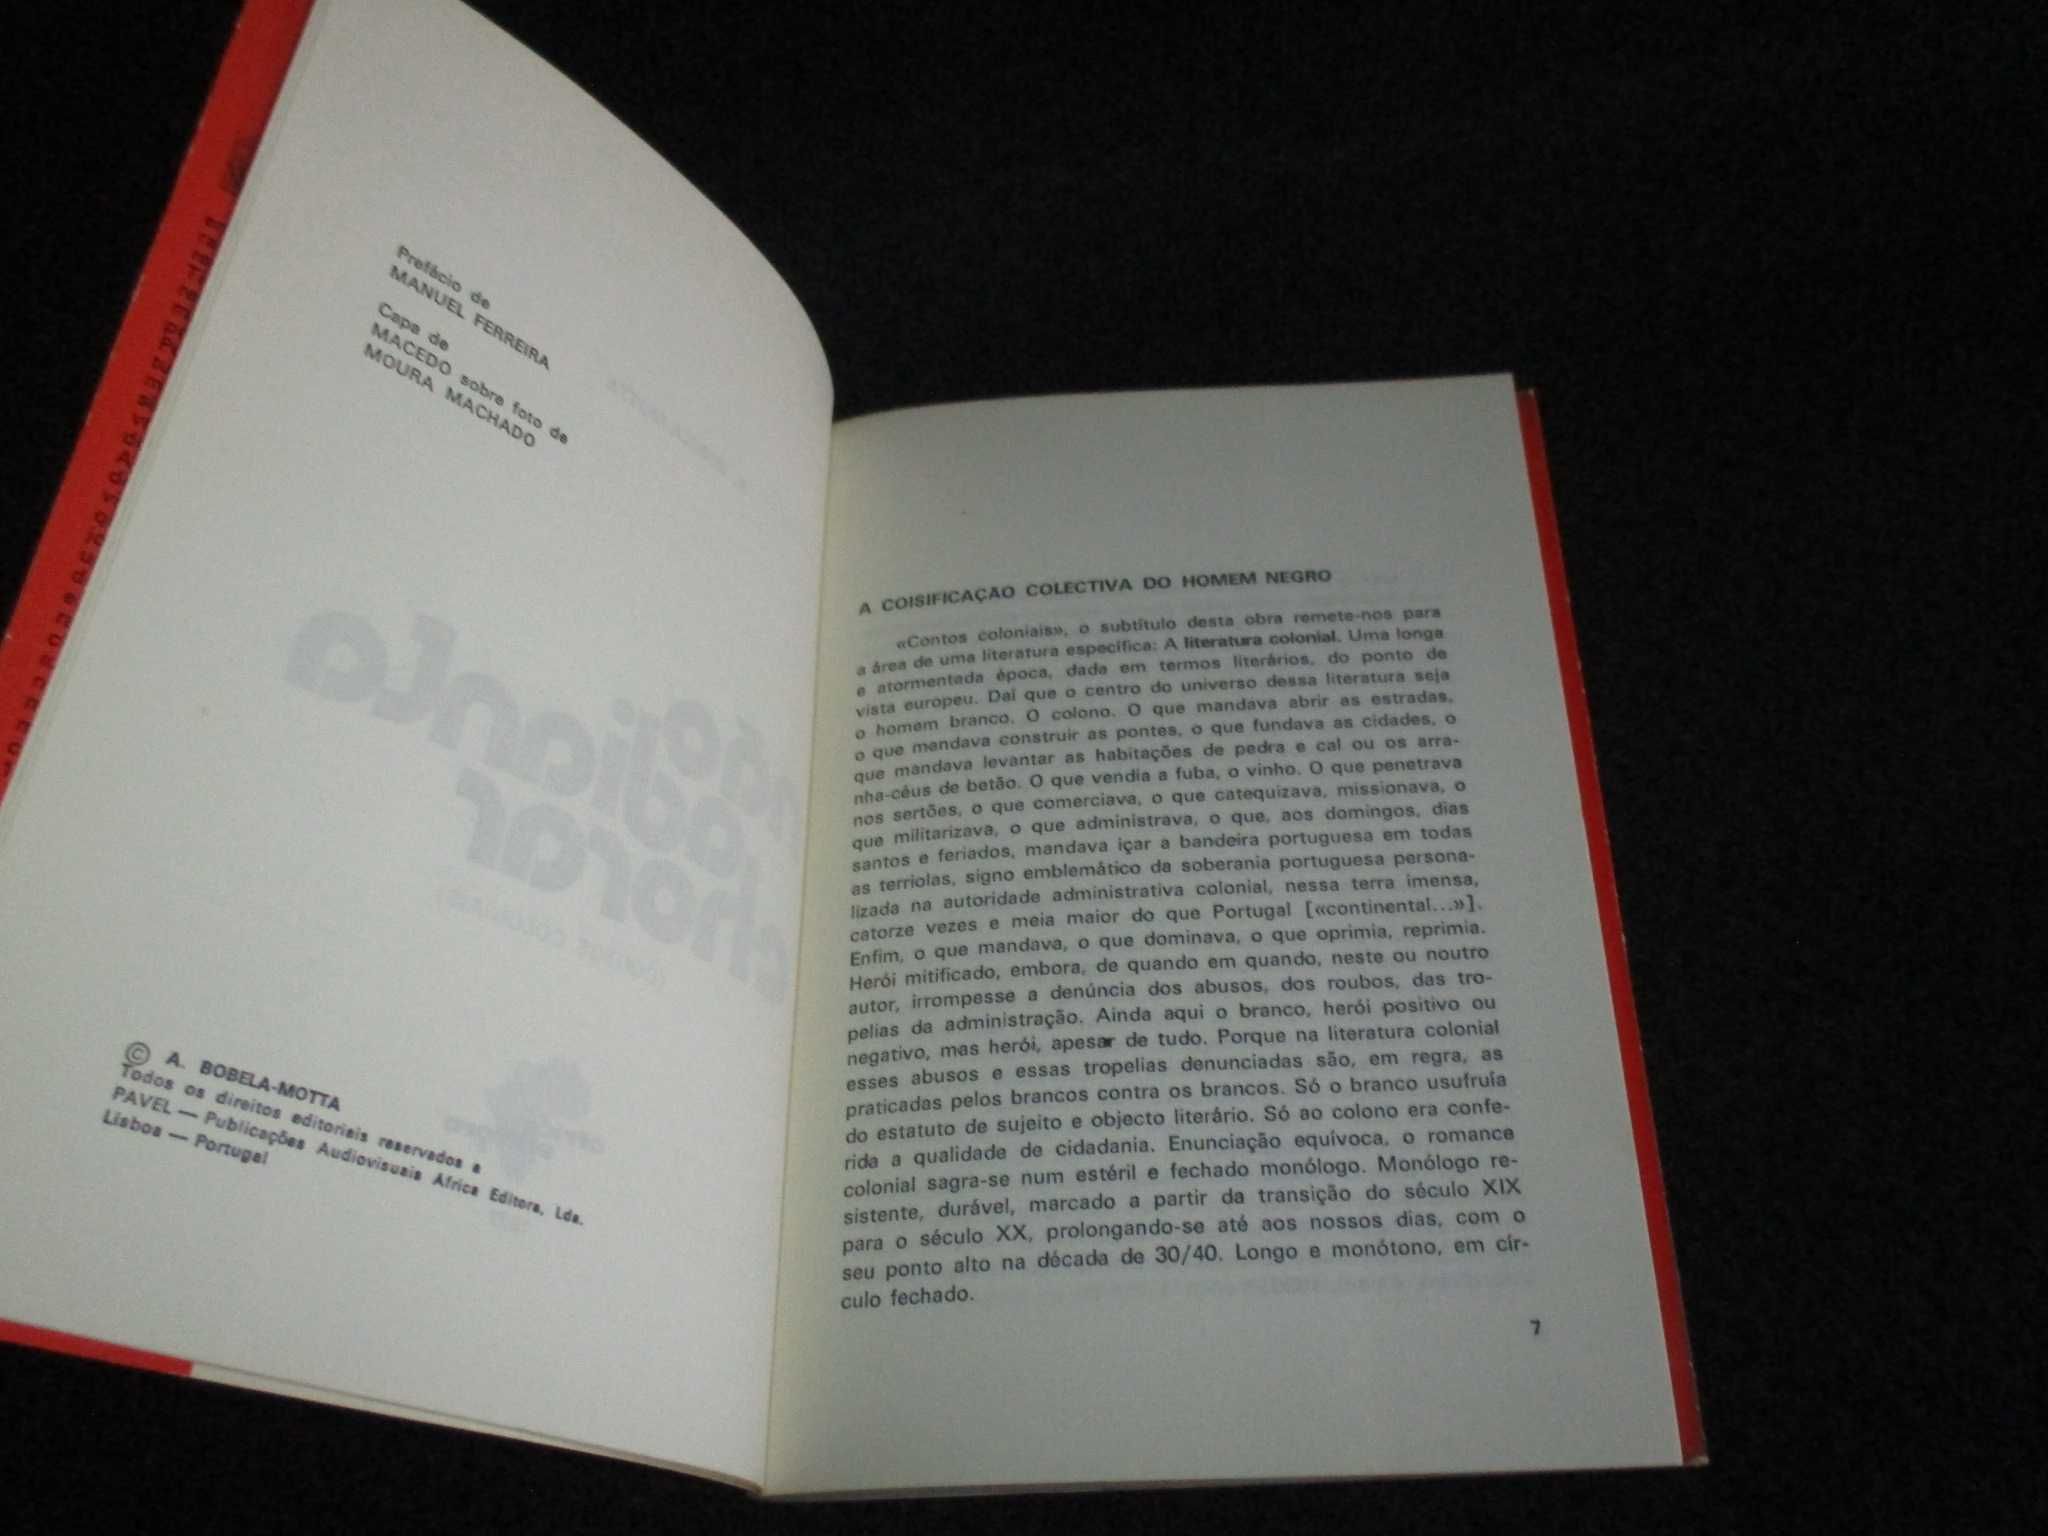 Prefácio de
MANUEL FERREIRA
Capa de
MACEDO sobre foto de
MOURA MACHADO
© A. BOBELA-MOTTA
Todos os direitos editoriais reservados a
PAVEL — Publicações Audiovisuais África Editora, Lda.
Lisboa — Portugal
A COISIFICAÇÃO COLECTIVA DO HOMEM NEGRO
«Contos coloniais», o subtítulo desta obra remete-nos para
a área de uma literatura específica: A literatura colonial. Uma longa
e atormentada época, dada em termos literários, do ponto de
vista europeu. Daí que o centro do universo dessa literatura seja
o homem branco. O colono. O que mandava abrir as estradas,
o que mandava construir as pontes, o que fundava as cidades, o
que mandava levantar as habitações de pedra e cal ou os arra-
nha-céus de betão. O que vendia a fuba, o vinho. O que penetrava
nos sertões, o que comerciava, o que catequizava, missionava, o
que militarizava, o que administrava, o que, aos domingos, dias
santos e feriados, mandava içar a bandeira portuguesa em todas
as terriolas, signo emblemático da soberania portuguesa persona-
lizada na autoridade administrativa colonial, nessa terra imensa,
catorze vezes e meia maior do que Portugal [«continental...»].
Enfim, o que mandava, o que dominava, o que oprimia, reprimia.
Herói mitificado, embora, de quando em quando, neste ou noutro
autor, irrompesse a denúncia dos abusos, dos roubos, das tro-
pelias da administração. Ainda aqui o branco, herói positivo ou
negativo, mas herói, apesar de tudo. Porque na literatura colonial
esses abusos e essas tropelias denunciadas são, em regra, as
praticadas pelos brancos contra os brancos. Só o branco usufruía
do estatuto de sujeito e objecto literário. Só ao colono era confe-
rida a qualidade de cidadania. Enunciação equívoca, o romance
colonial sagra-se num estéril e fechado monólogo. Monólogo re-
sistente, durável, marcado a partir da transição do século XIX
para o século XX, prolongando-se até aos nossos dias, com o
seu ponto alto na década de 30/40. Longo e monótono, em cír-
culo fechado.
7